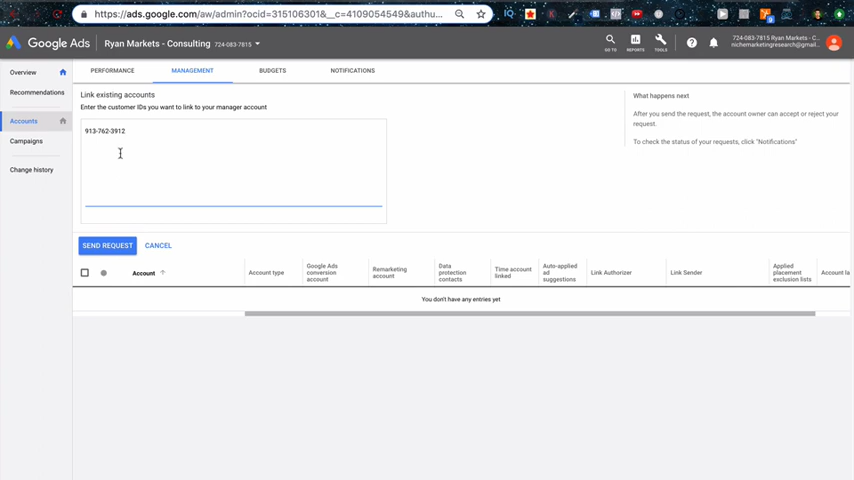 https://ads.google.com/aw/admin?ocid=315106301&__c=4109054549&authu...
Google Ads
Ryan Markets - Consulting 724-083-7815
GO TO
REPORTS
TOOLS
724-083-7815 Ryan Markets - C...
nichemarketingresearch@gmail...
Overview
Recommendations
Accounts
Campaigns
Change history
PERFORMANCE
MANAGEMENT
BUDGETS
NOTIFICATIONS
Link existing accounts
Enter the customer IDs you want to link to your manager account
913-762-3912
What happens next
After you send the request, the account owner can accept or reject your
request.
To check the status of your requests, click "Notifications"
SEND REQUEST
CANCEL
Account
Account type
Google Ads
conversion
account
Remarketing
account
Data
protection
contacts
Time account
linked
Auto-applied
ad
suggestions
Link Authorizer
Link Sender
Applied
placement
exclusion lists
Account la
You don't have any entries yet